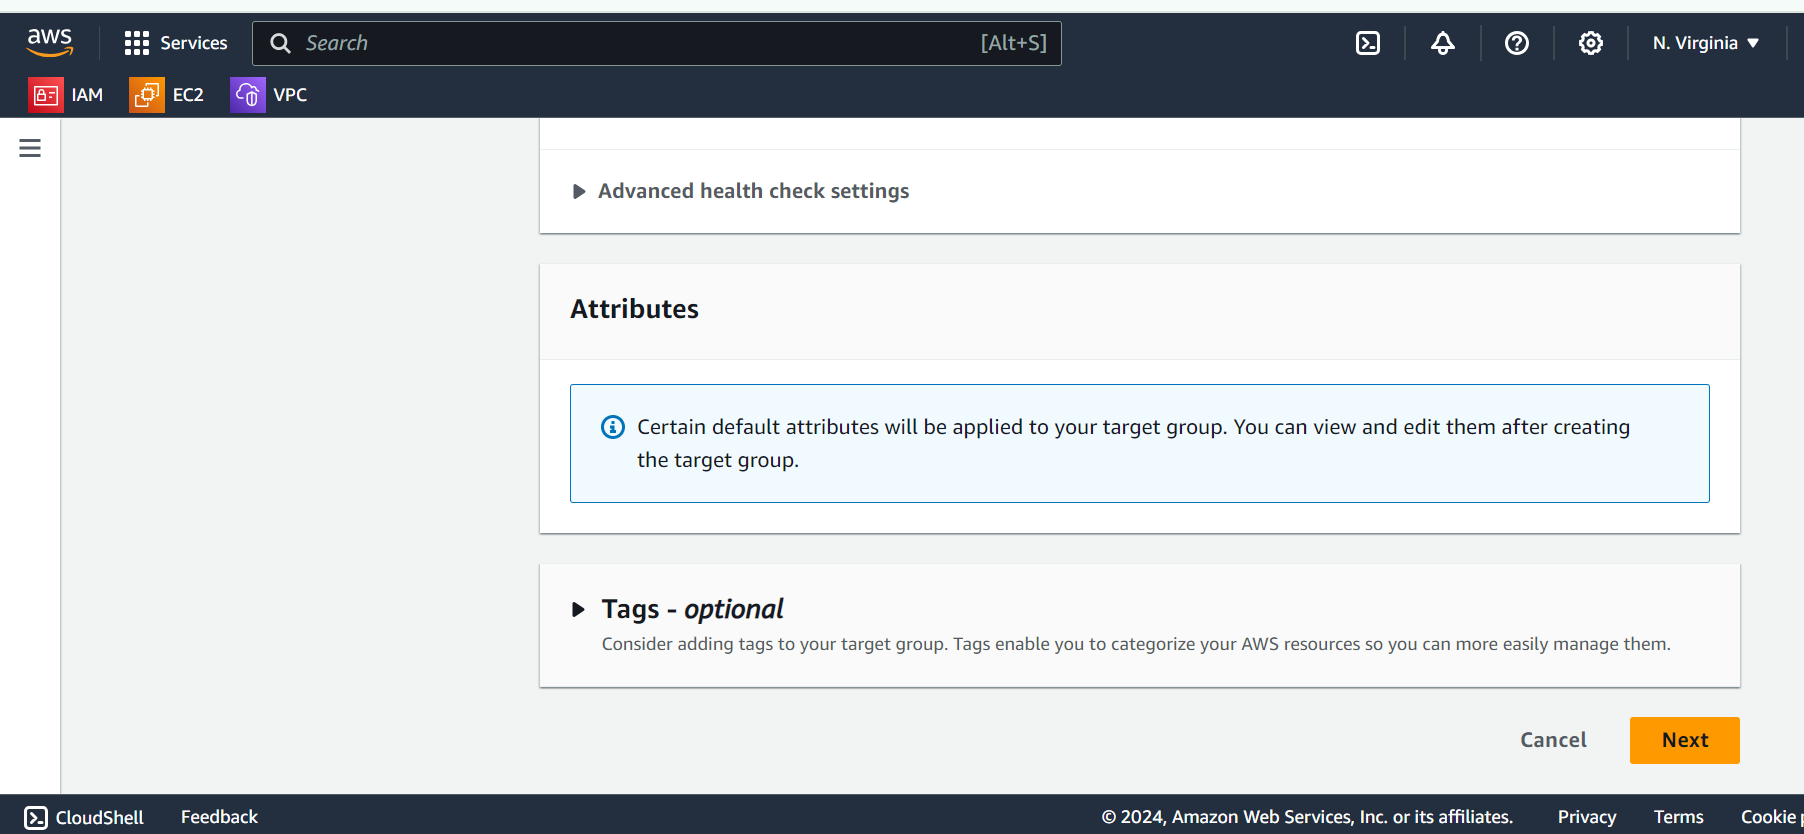 aws
Services
Search
[Alt+S]
N. Virginia
IAM
EC2
VPC
Advanced health check settings
Attributes
Certain default attributes will be applied to your target group. You can view and edit them after creating
the target group.
Tags - optional
Consider adding tags to your target group. Tags enable you to categorize your AWS resources so you can more easily manage them.
Cancel
Next
CloudShell
Feedback
© 2024, Amazon Web Services, Inc. or its affiliates.
Privacy
Terms
Cookie